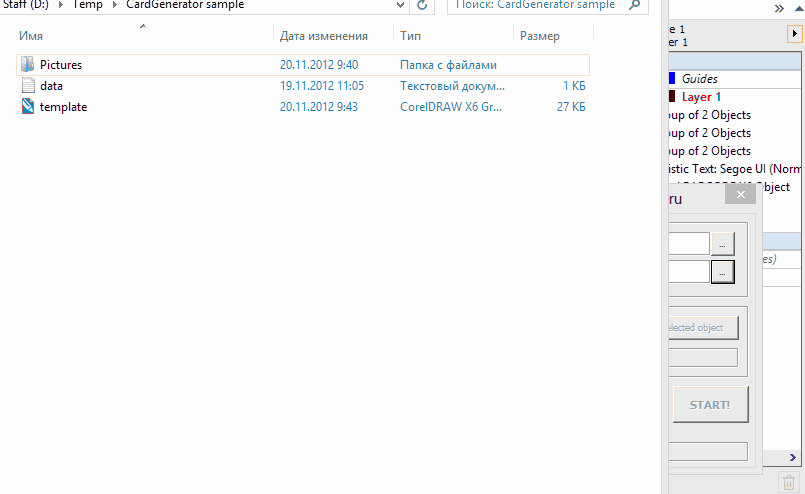 Staff (D:) Temp CardGenerator sample
Поиск: CardGenerator sample
Имя Дата изменения Тип Размер
Pictures 20.11.2012 9:40 Папка с файлами
data 19.11.2012 11:05 Текстовый докум... 1 КБ
template 20.11.2012 9:43 CorelDRAW X6 Gr... 27 КБ
e 1
er 1
Guides
Layer 1
oup of 2 Objects
oup of 2 Objects
oup of 2 Objects
istic Text: Segoe UI (Norm
Object
ru
...
es)
...
elected object
START!